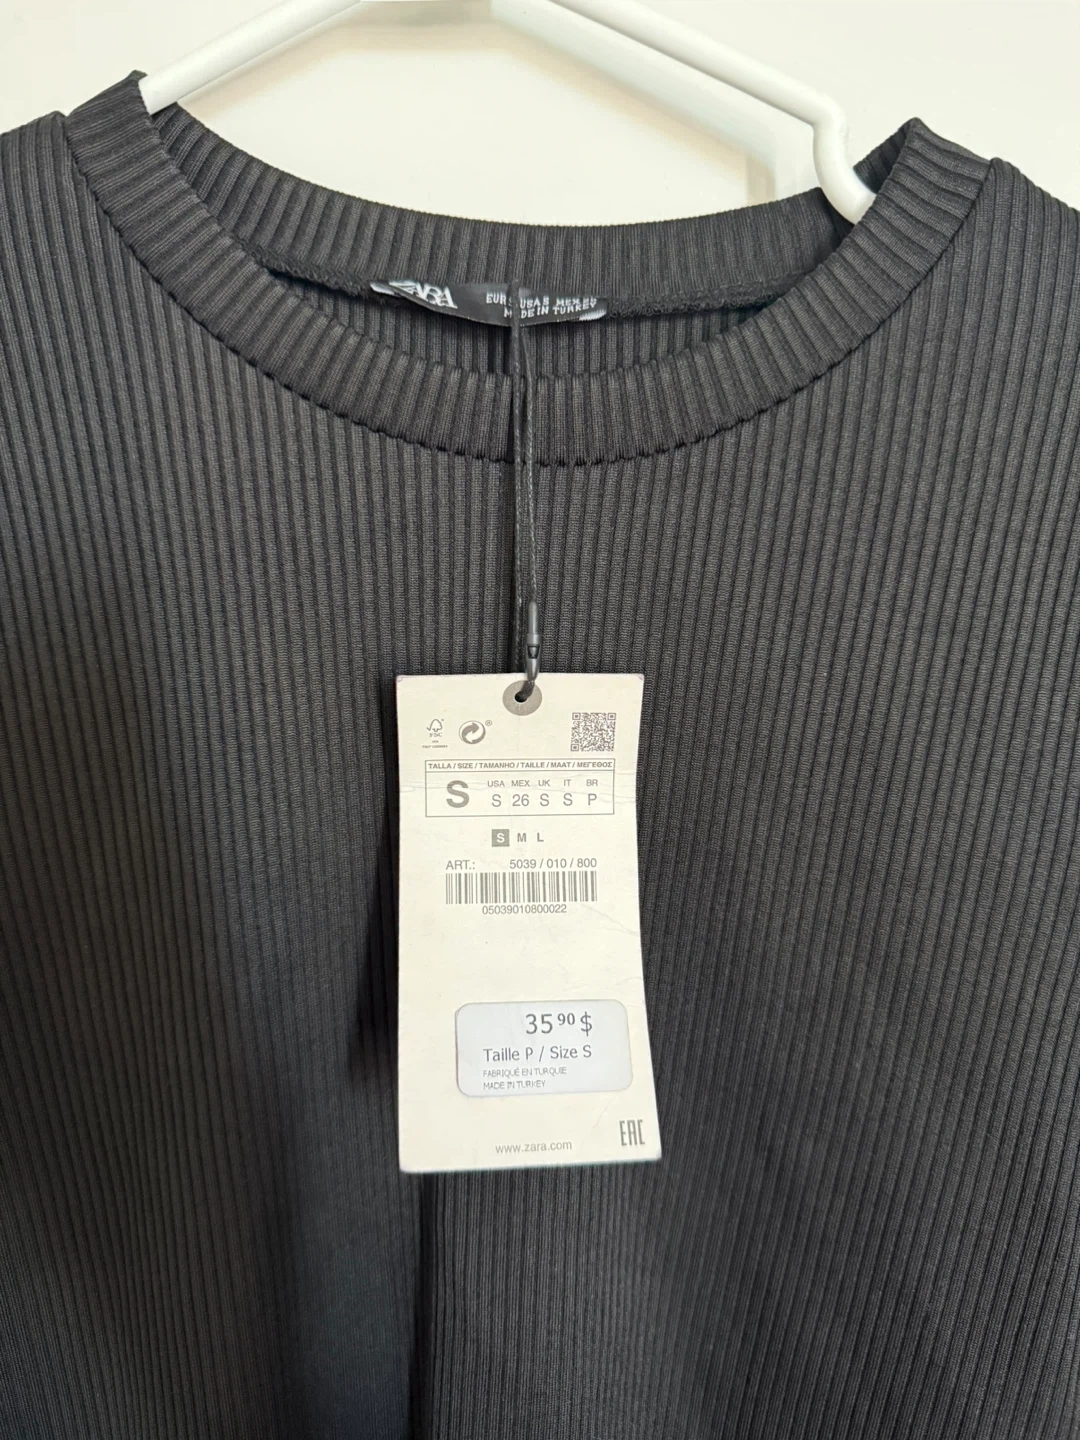 ZARA
EUR S USA S MEX 26
MADE IN TURKEY
FSC
TALLA / SIZE / TAMANHO / TAILLE / MAAT / ΜΕΓΕΘΟΣ
S
USA MEX UK IT BR
S 26 S S P
S M L
ART.: 5039 / 010 / 800
05039010800022
35 90 $
Taille P / Size S
FABRIQUÉ EN TURQUIE
MADE IN TURKEY
EAC
www.zara.com